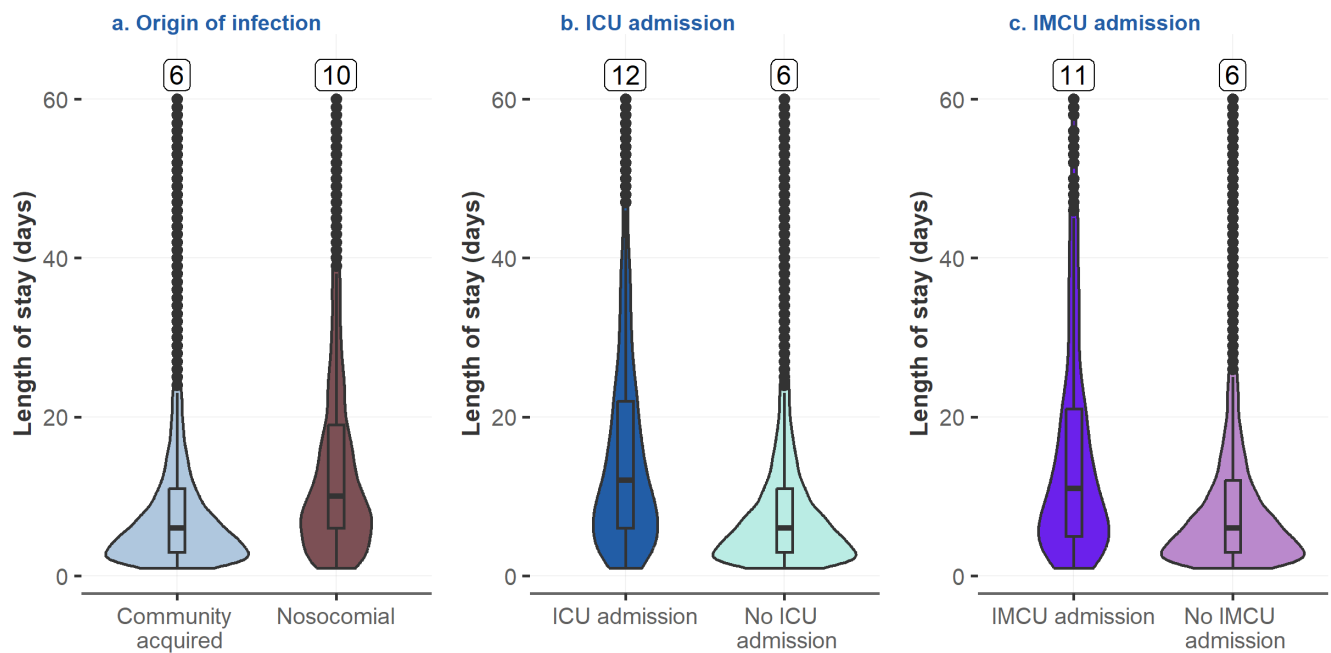 a. Origin of infection
6
10
60
40
20
0
Length of stay (days)
Community
acquired
Nosocomial
b. ICU admission
12
6
60
40
20
0
Length of stay (days)
ICU admission
No ICU
admission
c. IMCU admission
11
6
60
40
20
0
Length of stay (days)
IMCU admission
No IMCU
admission